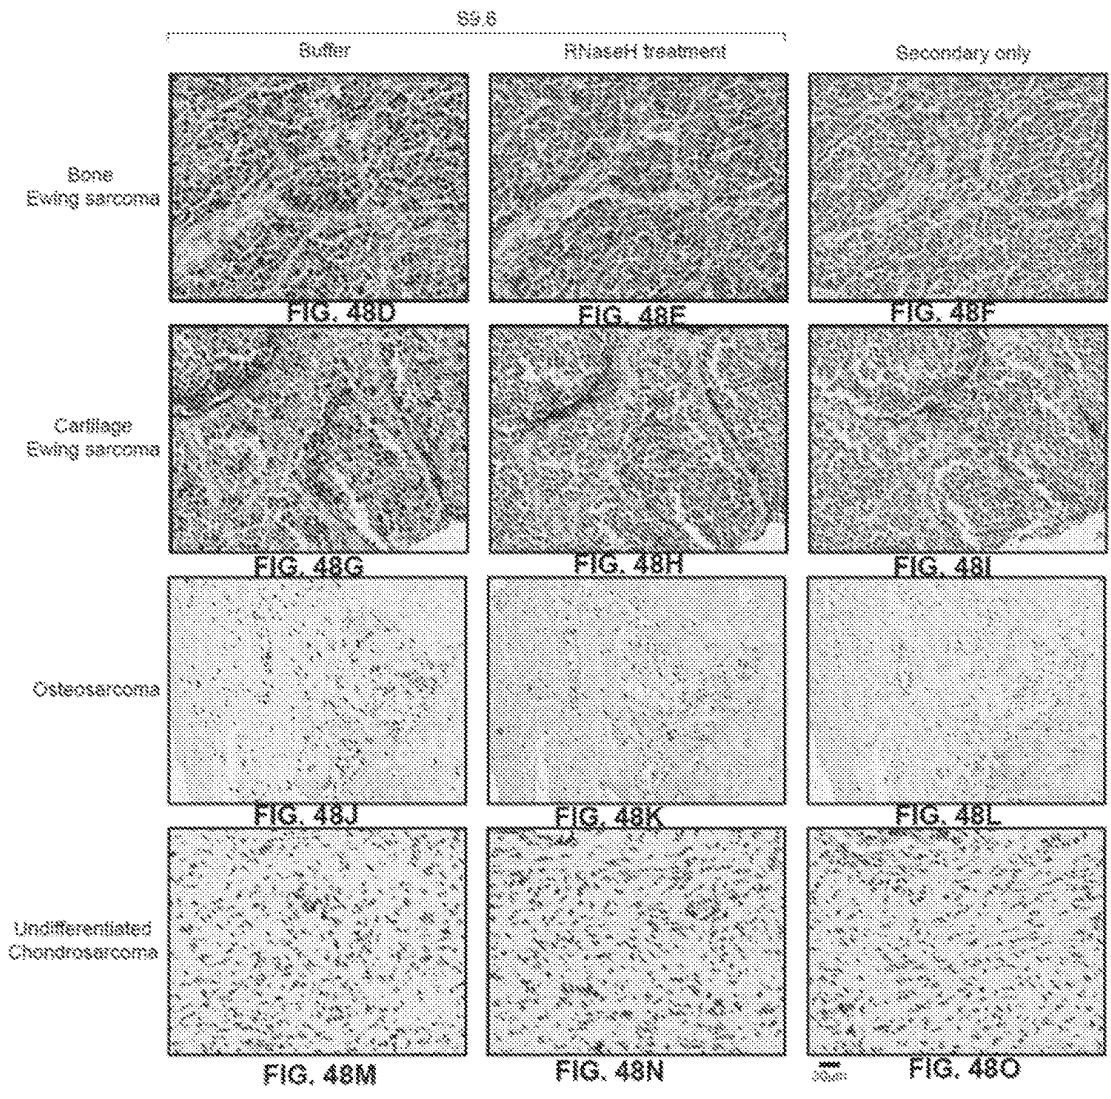 S9.6
Buffer
RNaseH treatment
Secondary only
Bone
Ewing sarcoma
FIG. 48D
FIG. 48E
FIG. 48F
Cartilage
Ewing sarcoma
FIG. 48G
FIG. 48H
FIG. 48I
Osteosarcoma
FIG. 48J
FIG. 48K
FIG. 48L
Undifferentiated
Chondrosarcoma
FIG. 48M
FIG. 48N
30µm
FIG. 48O